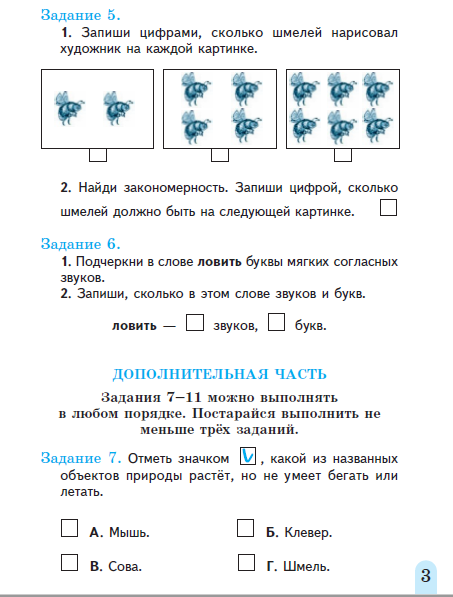 Задание 5.
1. Запиши цифрами, сколько шмелей нарисовал
художник на каждой картинке.
2. Найди закономерность. Запиши цифрой, сколько
шмелей должно быть на следующей картинке.
Задание 6.
1. Подчеркни в слове ловить буквы мягких согласных
звуков.
2. Запиши, сколько в этом слове звуков и букв.
ловить — звуков, букв.
ДОПОЛНИТЕЛЬНАЯ ЧАСТЬ
Задания 7–11 можно выполнять
в любом порядке. Постарайся выполнить не
меньше трёх заданий.
Задание 7. Отметь значком , какой из названных
объектов природы растёт, но не умеет бегать или
летать.
А. Мышь. Б. Клевер.
В. Сова. Г. Шмель.
3